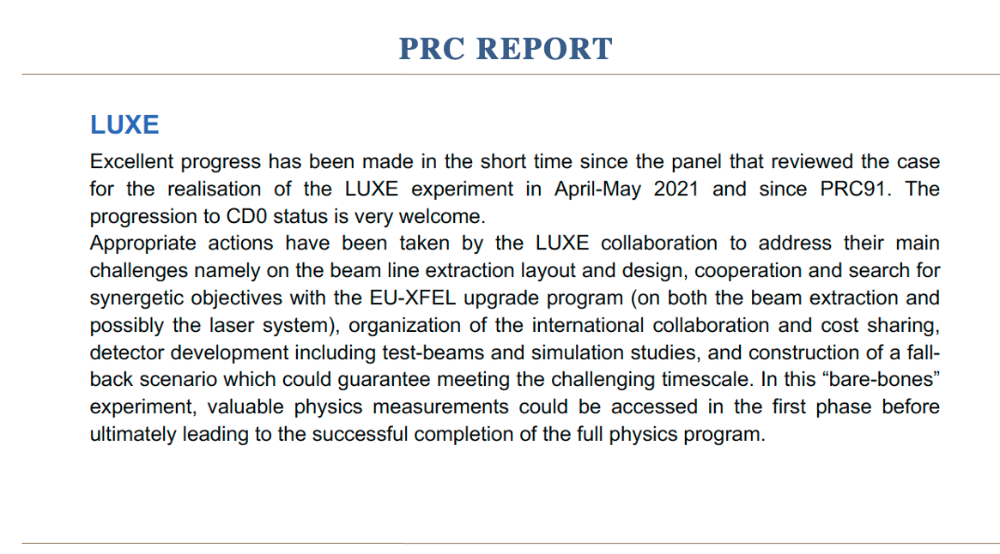 PRC REPORT
LUXE
Excellent progress has been made in the short time since the panel that reviewed the case
for the realisation of the LUXE experiment in April-May 2021 and since PRC91. The
progression to CD0 status is very welcome.
Appropriate actions have been taken by the LUXE collaboration to address their main
challenges namely on the beam line extraction layout and design, cooperation and search for
synergetic objectives with the EU-XFEL upgrade program (on both the beam extraction and
possibly the laser system), organization of the international collaboration and cost sharing,
detector development including test-beams and simulation studies, and construction of a fall-
back scenario which could guarantee meeting the challenging timescale. In this “bare-bones”
experiment, valuable physics measurements could be accessed in the first phase before
ultimately leading to the successful completion of the full physics program.